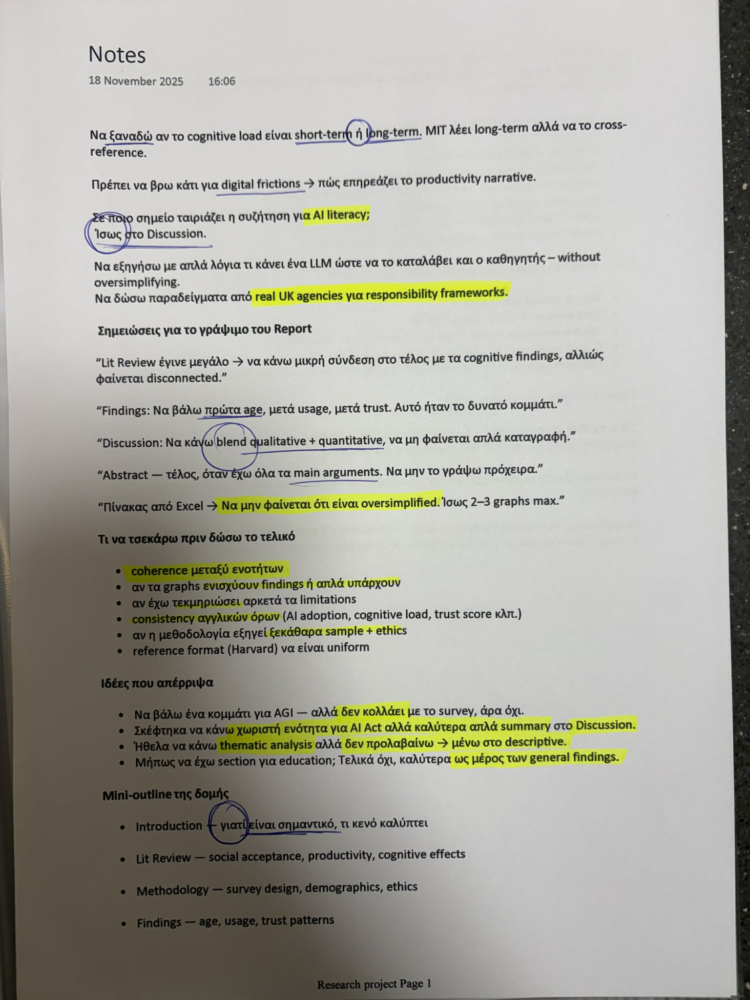 Notes
18 November 2025 16:06
Να ξαναδώ αν το cognitive load είναι short-term ή long-term. MIT λέει long-term αλλά να το cross-
reference.
Πρέπει να βρω κάτι για digital frictions → πώς επηρεάζει το productivity narrative.
Σε ποιο σημείο ταιριάζει η συζήτηση για AI literacy;
Ίσως στο Discussion.
Να εξηγήσω με απλά λόγια τι κάνει ένα LLM ώστε να το καταλάβει και ο καθηγητής – without
oversimplifying.
Να δώσω παραδείγματα από real UK agencies για responsibility frameworks.
Σημειώσεις για το γράψιμο του Report
“Lit Review έγινε μεγάλο → να κάνω μικρή σύνδεση στο τέλος με τα cognitive findings, αλλιώς
φαίνεται disconnected.”
“Findings: Να βάλω πρώτα age, μετά usage, μετά trust. Αυτό ήταν το δυνατό κομμάτι.”
“Discussion: Να κάνω blend qualitative + quantitative, να μη φαίνεται απλά καταγραφή.”
“Abstract — τέλος, όταν έχω όλα τα main arguments. Να μην το γράψω πρόχειρα.”
“Πίνακας από Excel → Να μην φαίνεται ότι είναι oversimplified. Ίσως 2–3 graphs max.”
Τι να τσεκάρω πριν δώσω το τελικό
• coherence μεταξύ ενοτήτων
• αν τα graphs ενισχύουν findings ή απλά υπάρχουν
• αν έχω τεκμηριώσει αρκετά τα limitations
• consistency αγγλικών όρων (AI adoption, cognitive load, trust score κλπ.)
• αν η μεθοδολογία εξηγεί ξεκάθαρα sample + ethics
• reference format (Harvard) να είναι uniform
Ιδέες που απέρριψα
• Να βάλω ένα κομμάτι για AGI — αλλά δεν κολλάει με το survey, άρα όχι.
• Σκέφτηκα να κάνω χωριστή ενότητα για AI Act αλλά καλύτερα απλά summary στο Discussion.
• Ήθελα να κάνω thematic analysis αλλά δεν προλαβαίνω → μένω στο descriptive.
• Μήπως να έχω section για education; Τελικά όχι, καλύτερα ως μέρος των general findings.
Mini-outline της δομής
• Introduction — γιατί είναι σημαντικό, τι κενό καλύπτει
• Lit Review — social acceptance, productivity, cognitive effects
• Methodology — survey design, demographics, ethics
• Findings — age, usage, trust patterns
Research project Page 1